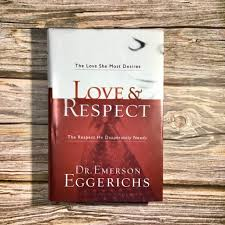 The Love She Most Desires
LOVE &
RESPECT
The Respect He Desperately Needs
DR. EMERSON
EGGERICHS